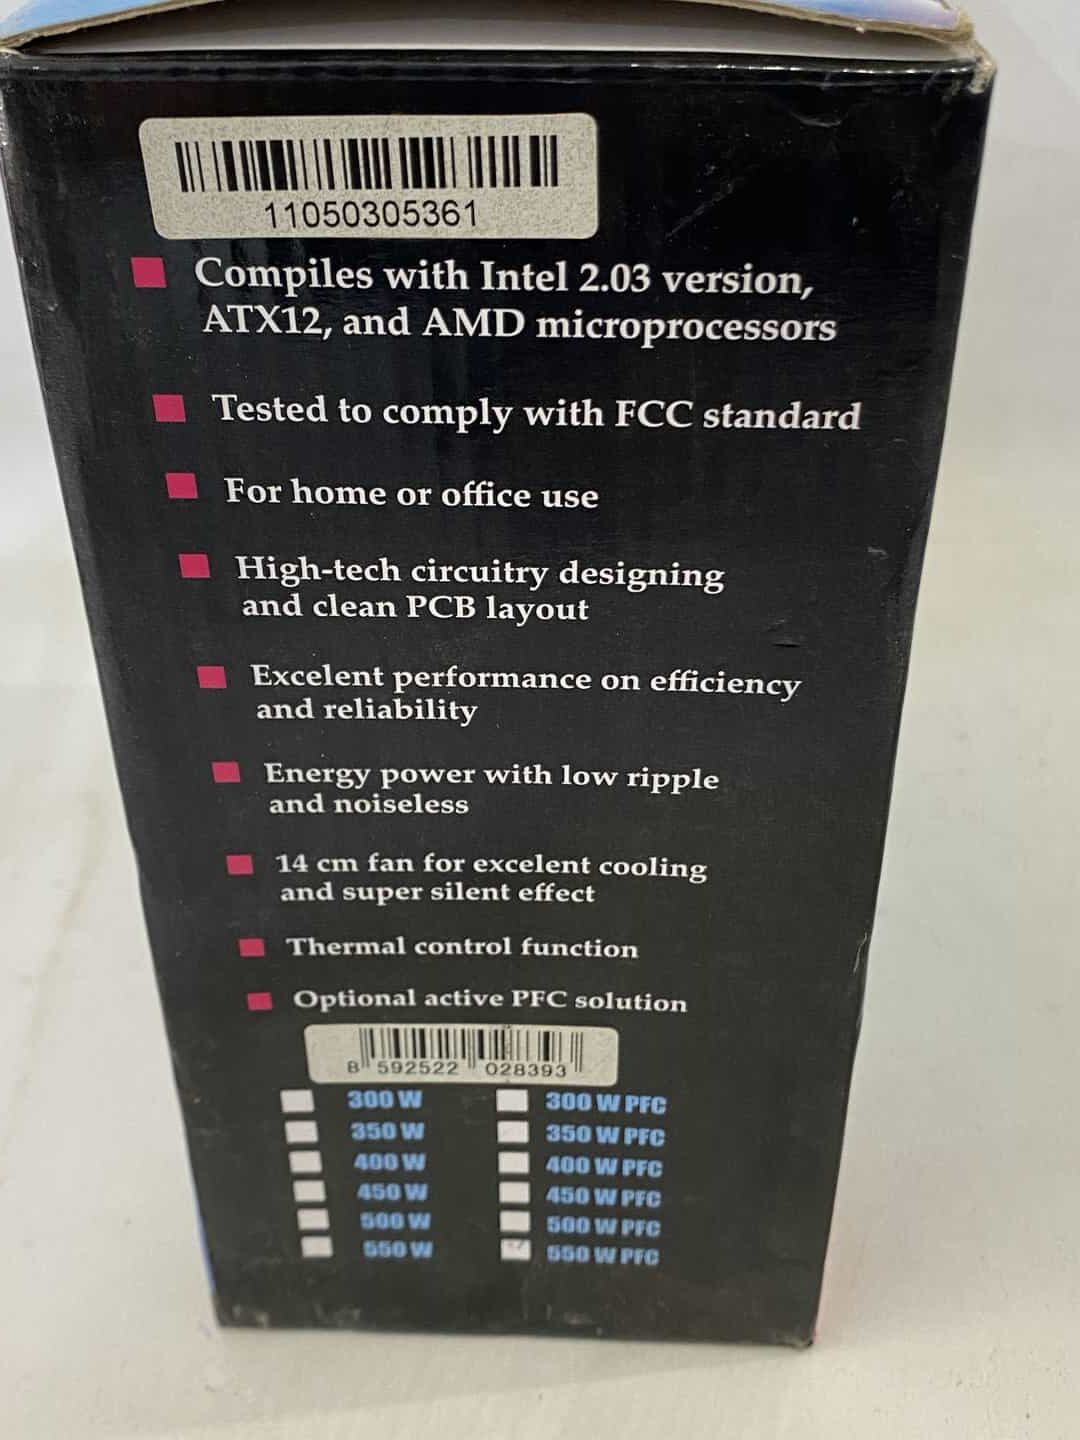 11050305361
Compiles with Intel 2.03 version,
ATX12, and AMD microprocessors
Tested to comply with FCC standard
For home or office use
High-tech circuitry designing
and clean PCB layout
Excelent performance on efficiency
and reliability
Energy power with low ripple
and noiseless
14 cm fan for excelent cooling
and super silent effect
Thermal control function
Optional active PFC solution
8 592522 028393
300 W 300 W PFC
350 W 350 W PFC
400 W 400 W PFC
450 W 450 W PFC
500 W 500 W PFC
550 W 550 W PFC